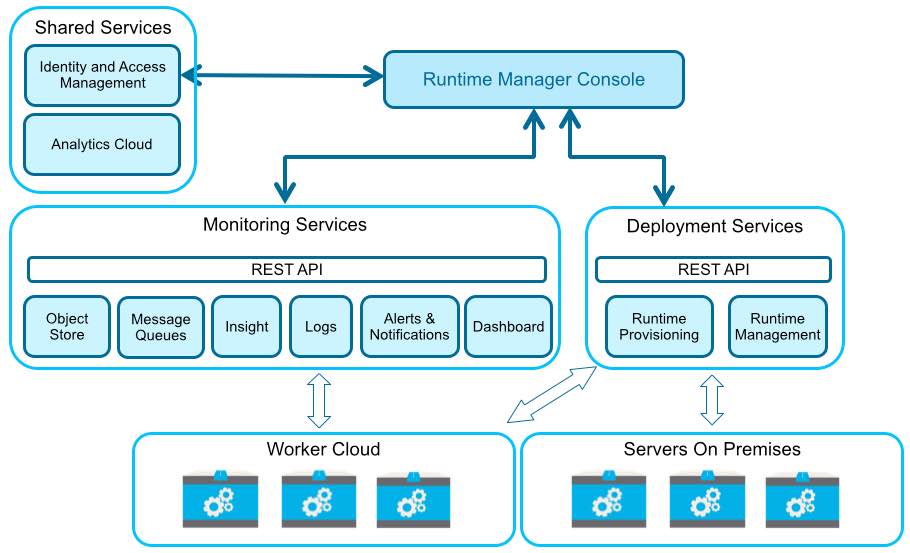 Shared Services
Identity and Access
Management
Analytics Cloud
Runtime Manager Console
Monitoring Services
REST API
Object
Store
Message
Queues
Insight
Logs
Alerts &
Notifications
Dashboard
Deployment Services
REST API
Runtime
Provisioning
Runtime
Management
Worker Cloud
Servers On Premises